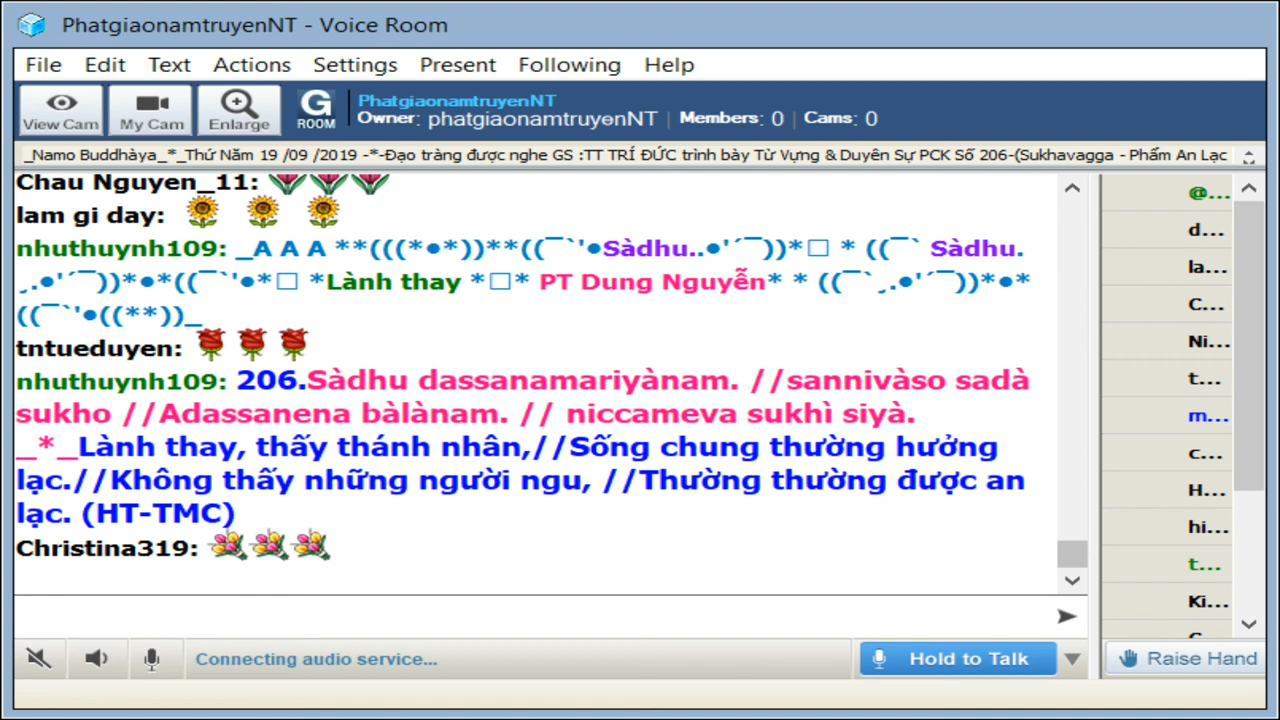 PhatgiaonamtruyenNT - Voice Room
File Edit Text Actions Settings Present Following Help
View Cam My Cam Enlarge G ROOM PhatgiaonamtruyenNT
Owner: phatgiaonamtruyenNT | Members: 0 | Cams: 0
_Namo Buddhàya_*_Thứ Năm 19 /09 /2019 -*-Đạo tràng được nghe GS :TT TRÍ ĐỨC trình bày Từ Vựng & Duyên Sự PCK Số 206-(Sukhavagga - Phẩm An Lạc
Chau Nguyen_11:
lam gi day:
nhuthuynh109: _A A A **(((*●*))**((¯`'●Sàdhu..●'´¯))*□ * ((¯` Sàdhu.
¸.●'´¯))*●*((¯`'●*□ *Lành thay *□* PT Dung Nguyễn* * ((¯`¸.●'´¯))*●*
((¯`'●((**))_
tntueduyen:
nhuthuynh109: 206.Sàdhu dassanamariyànam. //sannivàso sadà
sukho //Adassanena bàlànam. // niccameva sukhì siyà.
_*_Lành thay, thấy thánh nhân,//Sống chung thường hưởng
lạc.//Không thấy những người ngu, //Thường thường được an
lạc. (HT-TMC)
Christina319:
@...
d...
la...
C...
Ni...
t...
m...
c...
H...
hi...
t...
Ki...
Connecting audio service... Hold to Talk Raise Hand